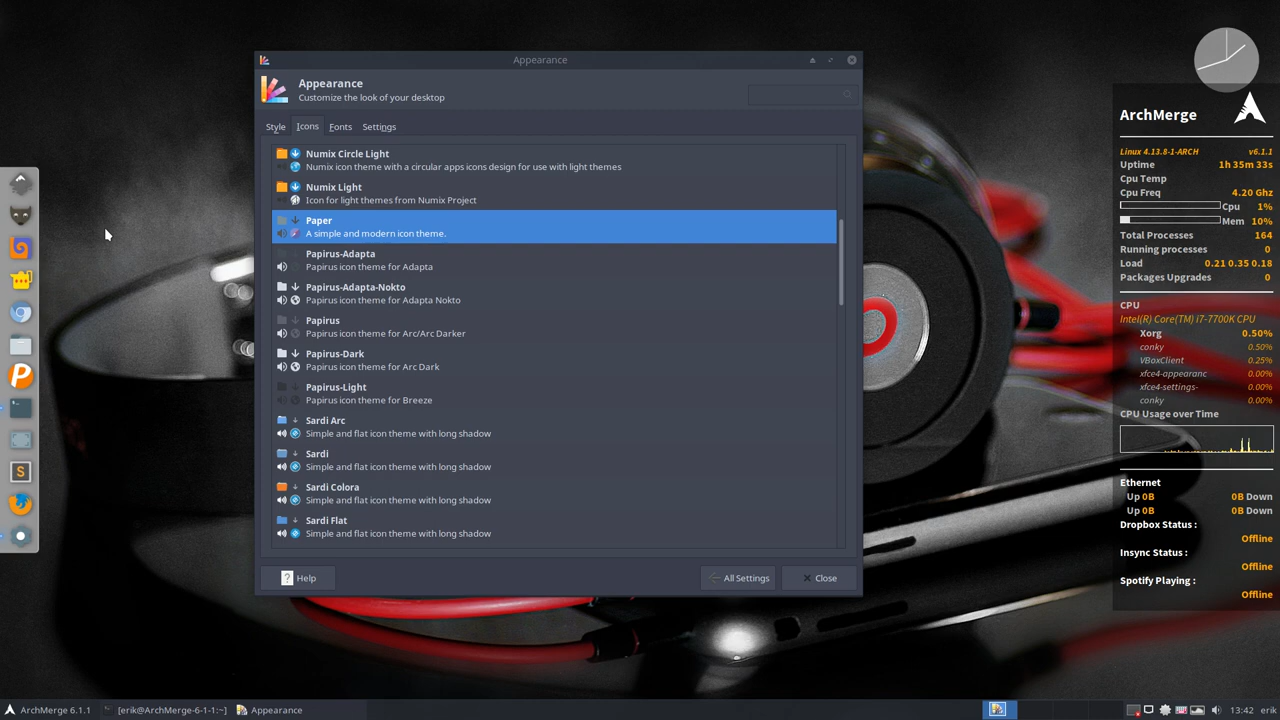 Appearance
Appearance
Customize the look of your desktop
Style Icons Fonts Settings
Numix Circle Light
Numix icon theme with a circular apps icons design for use with light themes
Numix Light
Icon for light themes from Numix Project
Paper
A simple and modern icon theme.
Papirus-Adapta
Papirus icon theme for Adapta
Papirus-Adapta-Nokto
Papirus icon theme for Adapta Nokto
Papirus
Papirus icon theme for Arc/Arc Darker
Papirus-Dark
Papirus icon theme for Arc Dark
Papirus-Light
Papirus icon theme for Breeze
Sardi Arc
Simple and flat icon theme with long shadow
Sardi
Simple and flat icon theme with long shadow
Sardi Colora
Simple and flat icon theme with long shadow
Sardi Flat
Simple and flat icon theme with long shadow
Help All Settings Close
ArchMerge
Linux 4.13.8-1-ARCH v6.1.1
Uptime 1h 35m 33s
Cpu Temp
Cpu Freq 4.20 Ghz
Cpu 1%
Mem 10%
Total Processes 164
Running processes 0
Load 0.21 0.35 0.18
Packages Upgrades 0
CPU
Intel(R) Core(TM) i7-7700K CPU
Xorg 0.50%
conky 0.50%
VBoxClient 0.25%
xfce4-appearanc 0.00%
xfce4-settings- 0.00%
conky 0.00%
CPU Usage over Time
Ethernet
Up 0B 0B Down
Up 0B 0B Down
Dropbox Status :
Offline
Insync Status :
Offline
Spotify Playing :
Offline
ArchMerge 6.1.1 [erik@ArchMerge-6-1-1:~] Appearance 13:42 erik